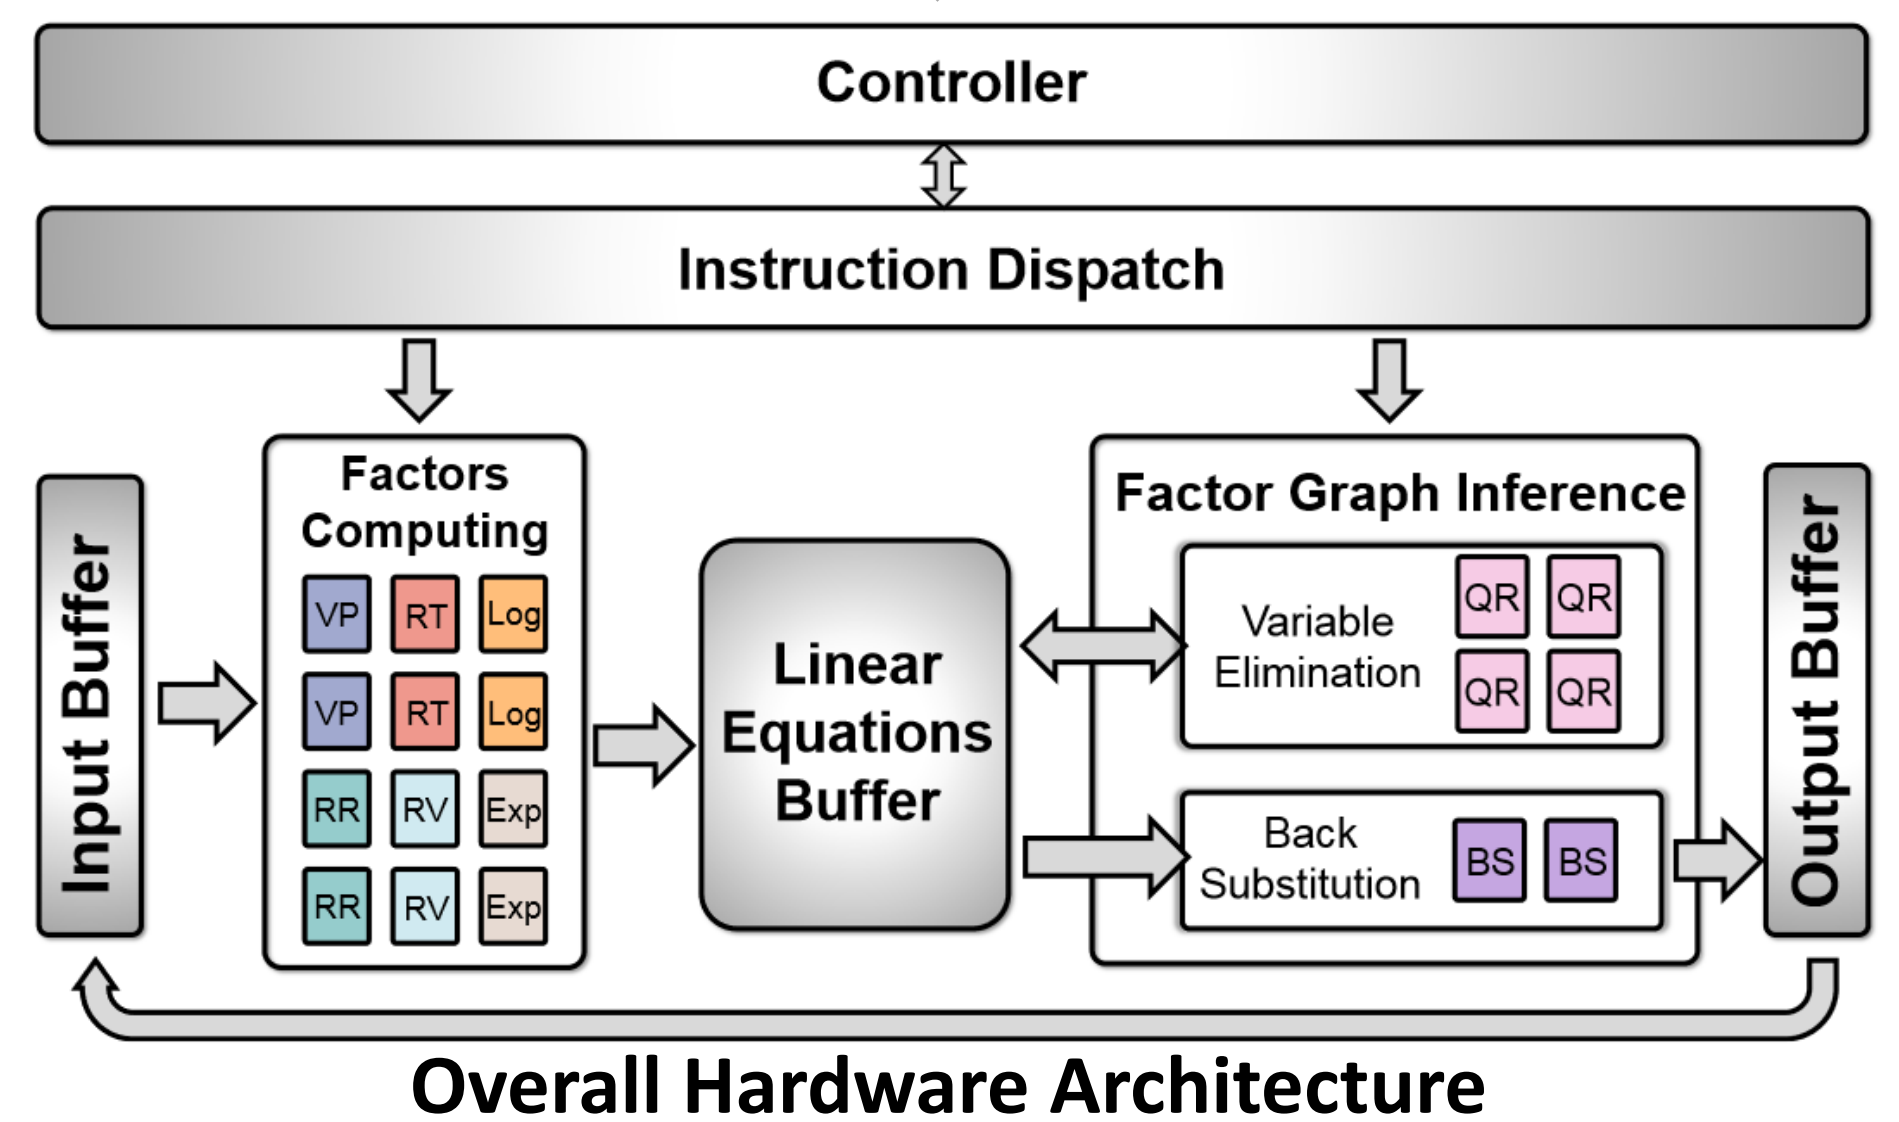 Controller
Instruction Dispatch
Input Buffer
Factors
Computing
VP RT Log
VP RT Log
RR RV Exp
RR RV Exp
Linear
Equations
Buffer
Factor Graph Inference
Variable
Elimination
QR QR
QR QR
Back
Substitution
BS BS
Output Buffer
Overall Hardware Architecture